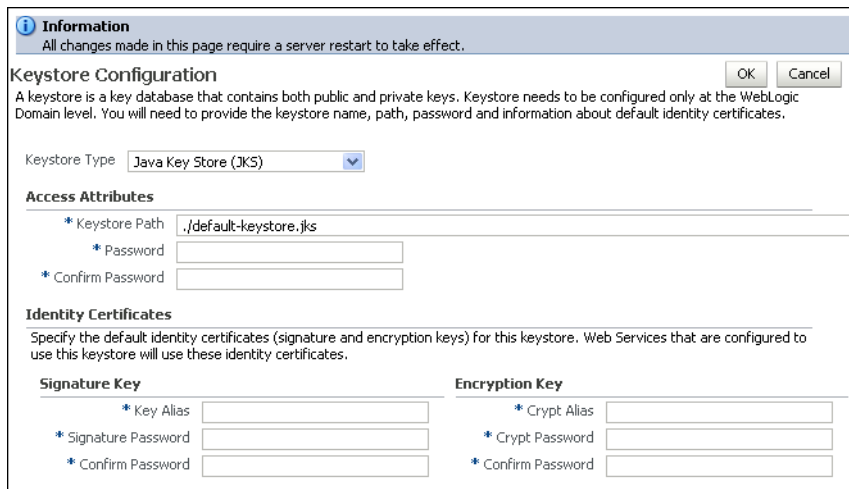 Information
All changes made in this page require a server restart to take effect.
Keystore Configuration
OK
Cancel
A keystore is a key database that contains both public and private keys. Keystore needs to be configured only at the WebLogic
Domain level. You will need to provide the keystore name, path, password and information about default identity certificates.
Keystore Type Java Key Store (JKS)
Access Attributes
* Keystore Path ./default-keystore.jks
* Password
* Confirm Password
Identity Certificates
Specify the default identity certificates (signature and encryption keys) for this keystore. Web Services that are configured to
use this keystore will use these identity certificates.
Signature Key
* Key Alias
* Signature Password
* Confirm Password
Encryption Key
* Crypt Alias
* Crypt Password
* Confirm Password